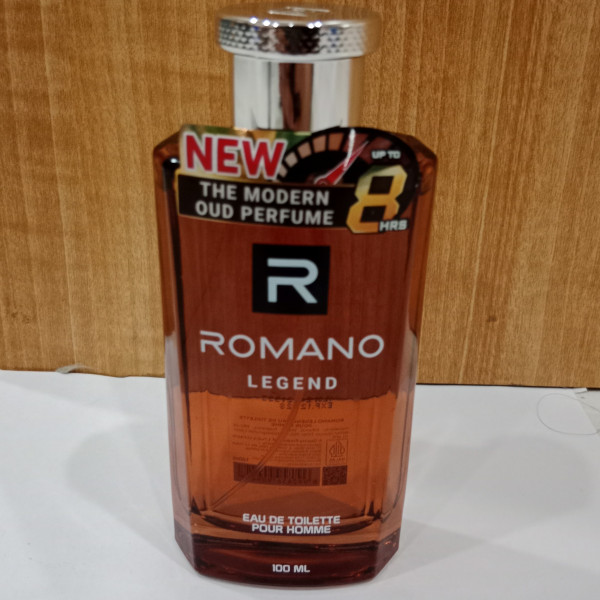 NEW
UP TO
8
HRS
THE MODERN
OUD PERFUME
R
ROMANO
LEGEND
EAU DE TOILETTE
POUR HOMME
100 ML